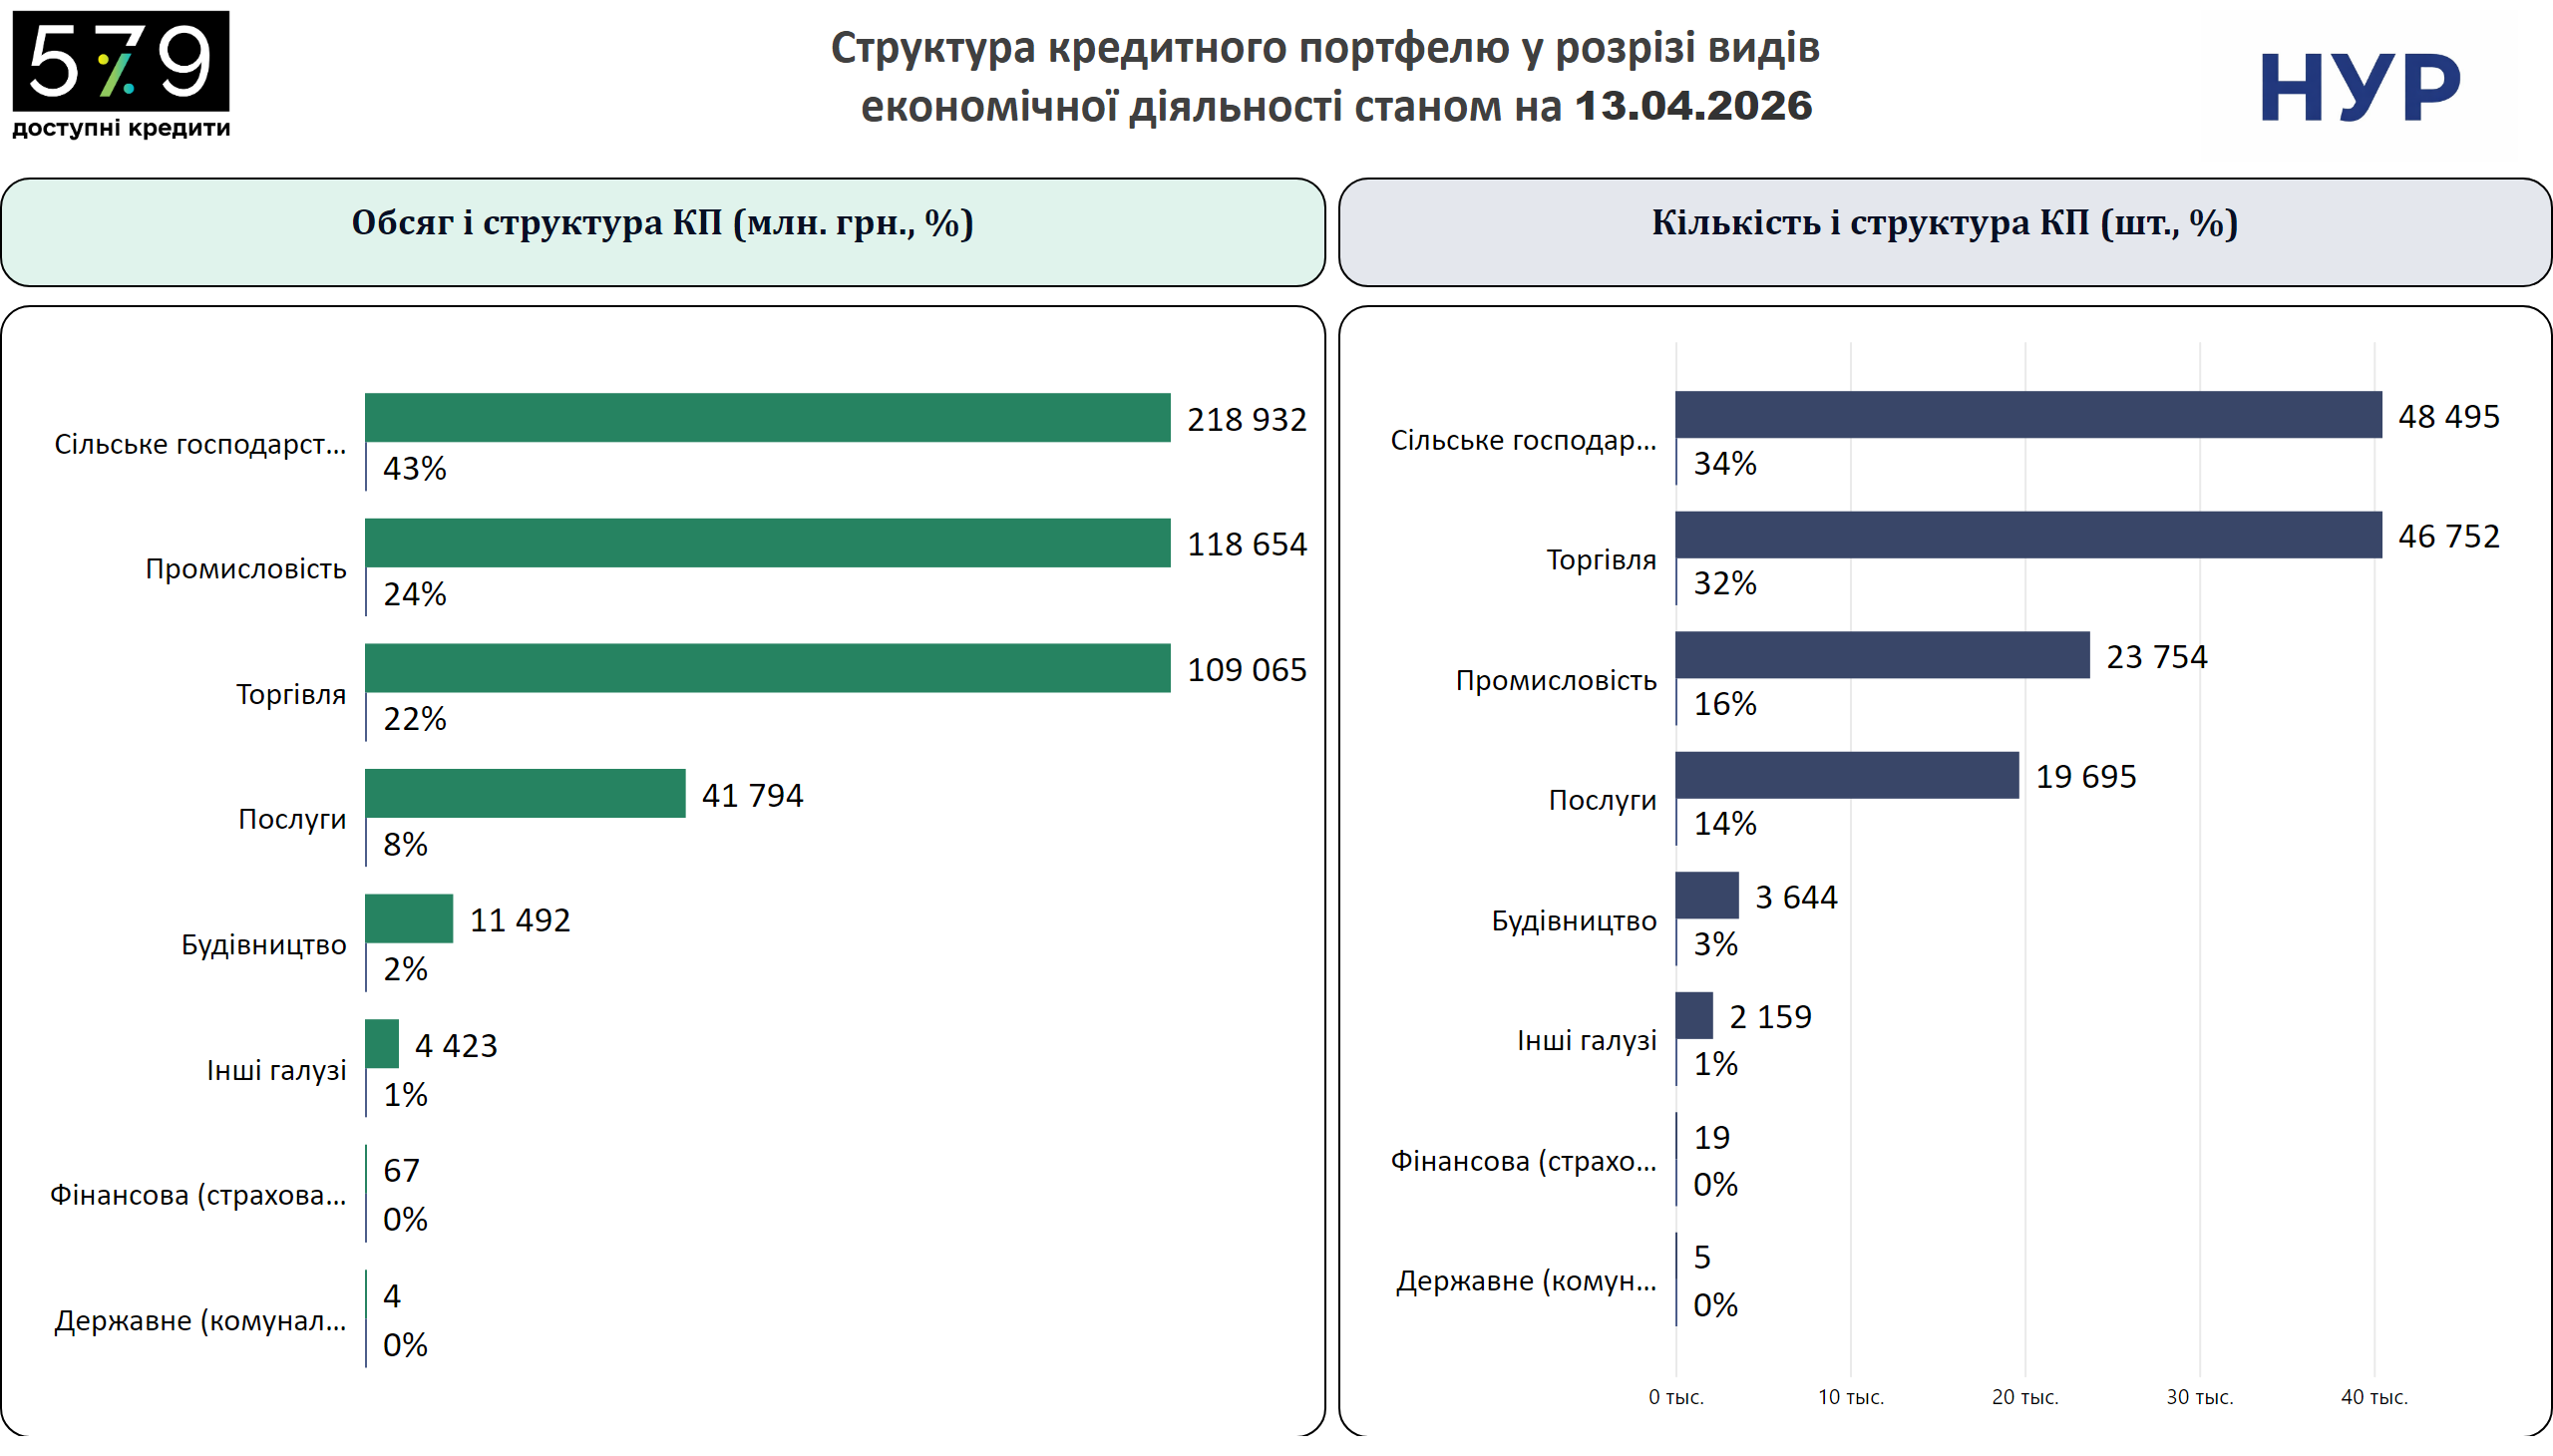 579
доступні кредити
Структура кредитного портфелю у розрізі видів
економічної діяльності станом на 13.04.2026
НУР
Обсяг і структура КП (млн. грн., %)
Сільське господарст...
218 932
43%
Промисловість
118 654
24%
Торгівля
109 065
22%
Послуги
41 794
8%
Будівництво
11 492
2%
Інші галузі
4 423
1%
Фінансова (страхова...
67
0%
Державне (комунал...
4
0%
Кількість і структура КП (шт., %)
Сільське господар...
48 495
34%
Торгівля
46 752
32%
Промисловість
23 754
16%
Послуги
19 695
14%
Будівництво
3 644
3%
Інші галузі
2 159
1%
Фінансова (страхо...
19
0%
Державне (комун...
5
0%
0 тыс. 10 тыс. 20 тыс. 30 тыс. 40 тыс.